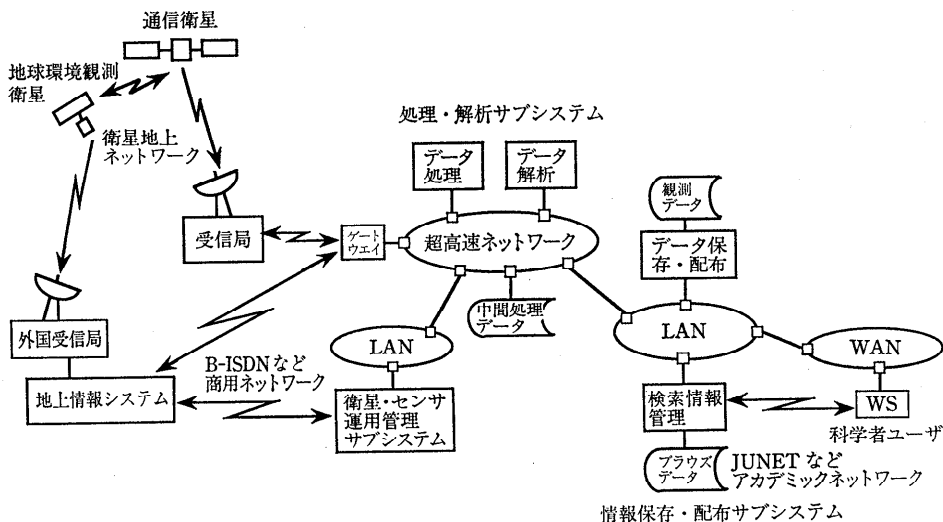 通信衛星
地球環境観測
衛星
衛星地上
ネットワーク
処理・解析サブシステム
データ
処理
データ
解析
観測
データ
受信局
ゲート
ウエイ
超高速ネットワーク
データ保
存・配布
中間処理
データ
外国受信局
LAN
LAN
WAN
B-ISDNなど
商用ネットワーク
地上情報システム
衛星・センサ
運用管理
サブシステム
検索情報
管理
WS
科学者ユーザ
ブラウズ
データ
JUNETなど
アカデミックネットワーク
情報保存・配布サブシステム